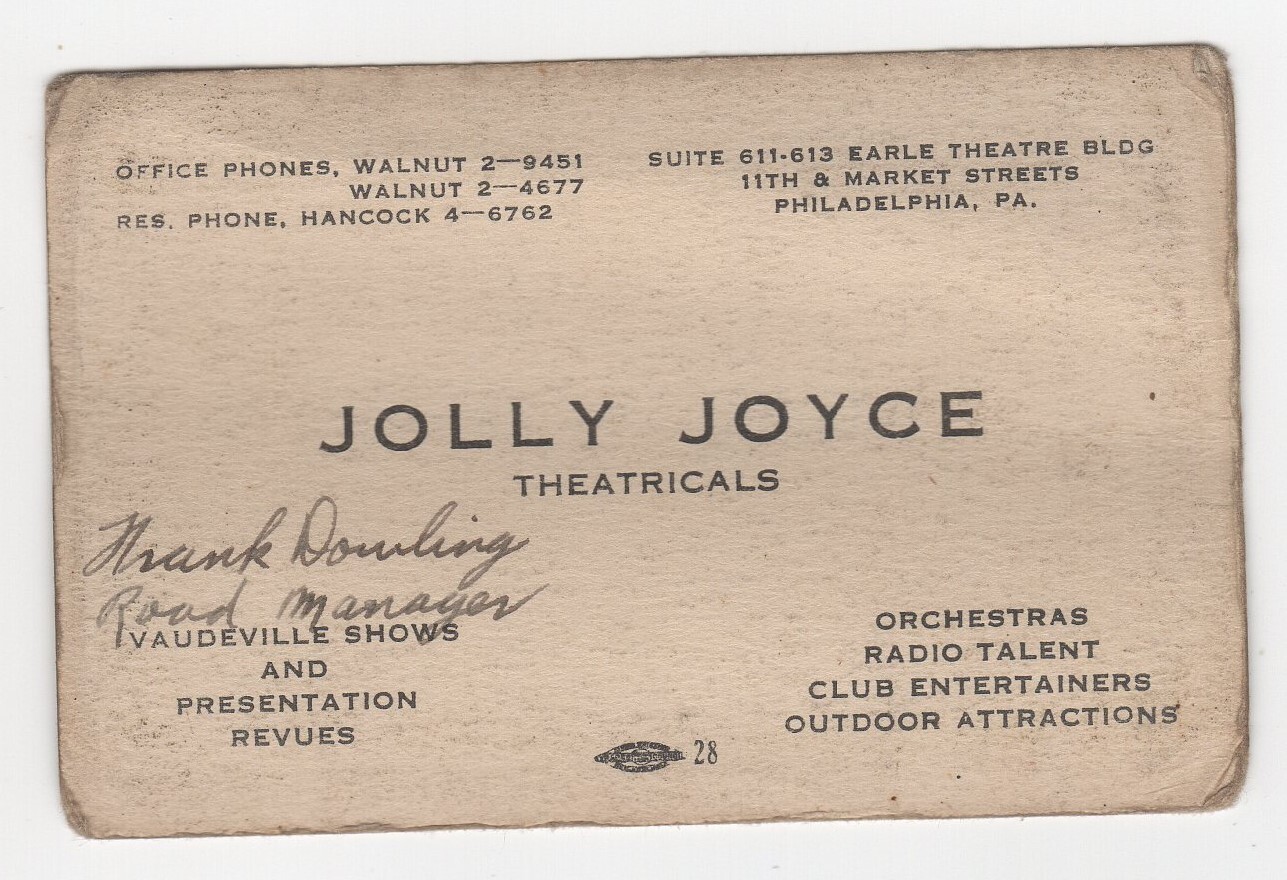 OFFICE PHONES, WALNUT 2—9451
WALNUT 2—4677
RES. PHONE, HANCOCK 4—6762
SUITE 611-613 EARLE THEATRE BLDG
11TH & MARKET STREETS
PHILADELPHIA, PA.
JOLLY JOYCE
THEATRICALS
Frank Dowling
Road Manager
VAUDEVILLE SHOWS
AND
PRESENTATION
REVUES
ORCHESTRAS
RADIO TALENT
CLUB ENTERTAINERS
OUTDOOR ATTRACTIONS
28